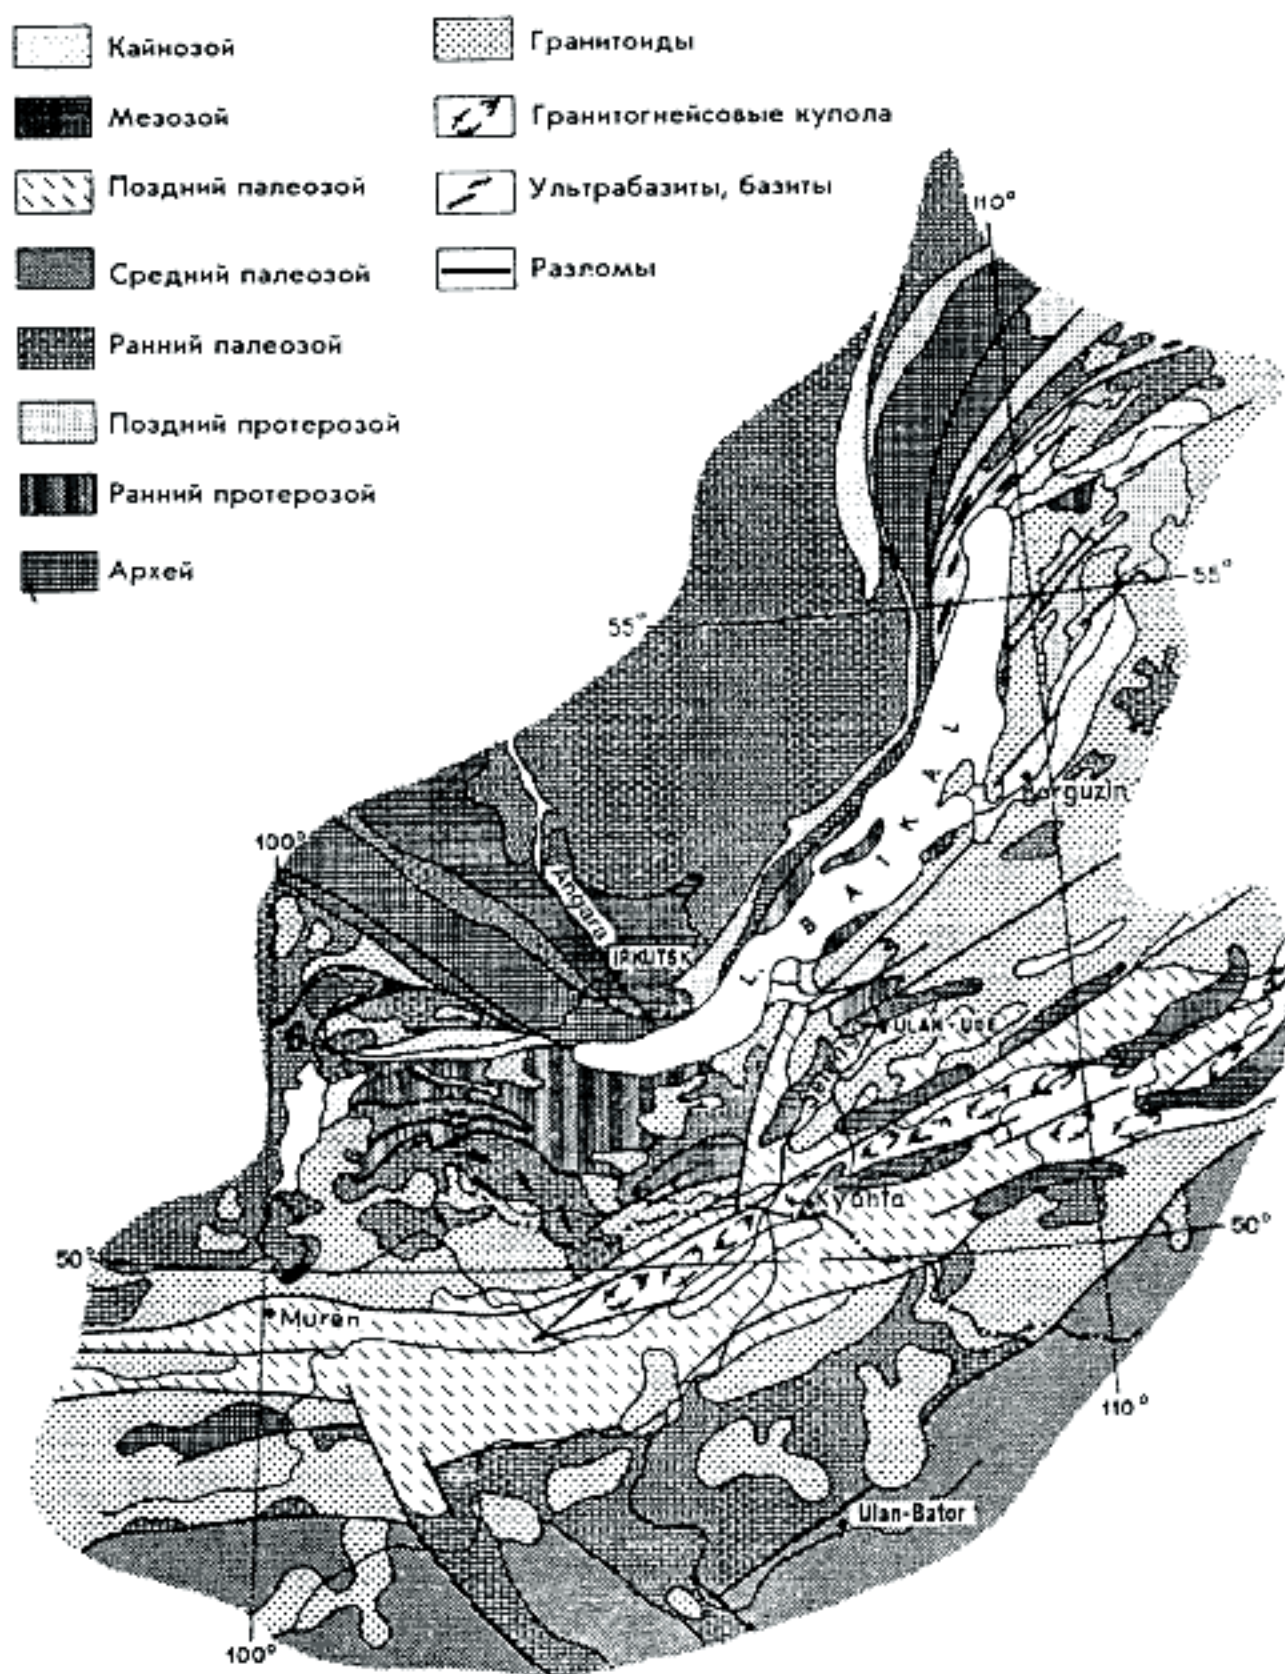 Кайнозой
Мезозой
Поздний палеозой
Средний палеозой
Ранний палеозой
Поздний протерозой
Ранний протерозой
Архей
Гранитоиды
Гранитогнейсовые купола
Ультрабазиты, базиты
Разломы
110°
55°
55°
L. BAIKAL
Barguzin
100°
Angara
IRKUTSK
ULAN-UDE
Kyahta
50°
50°
Muren
110°
Ulan-Bator
100°